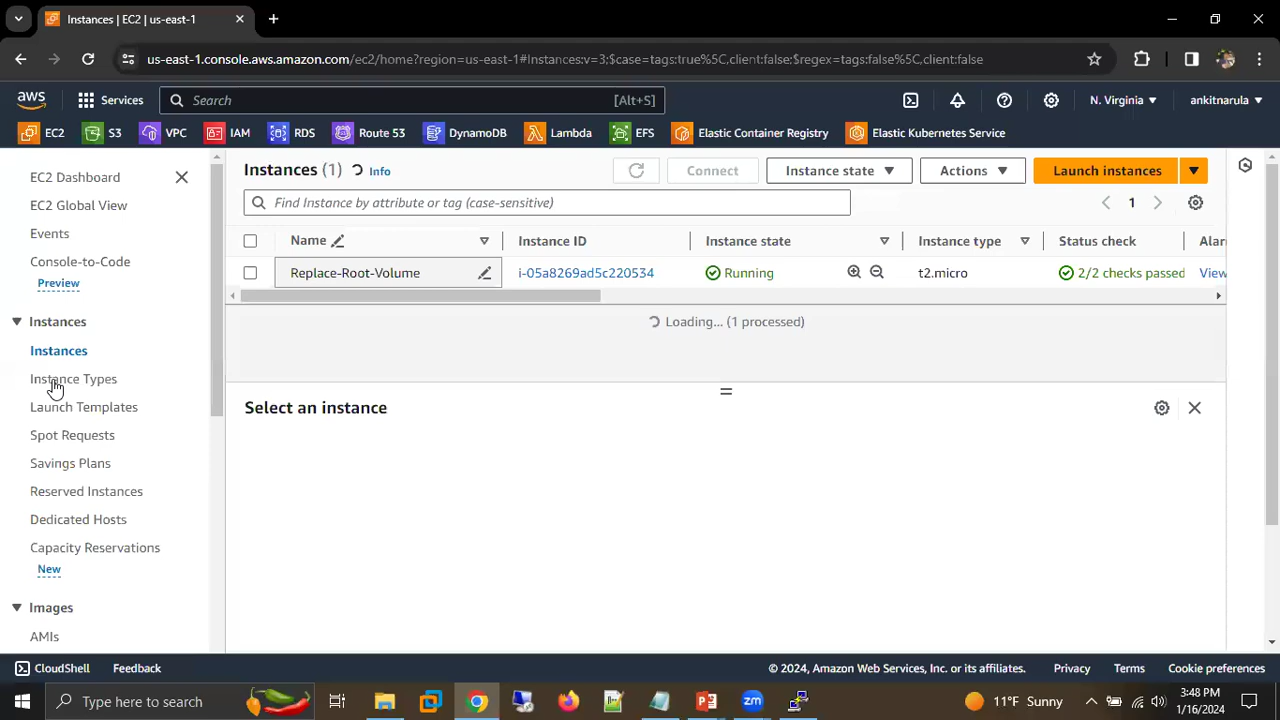 Instances | EC2 | us-east-1
us-east-1.console.aws.amazon.com/ec2/home?region=us-east-1#Instances:v=3;$case=tags:true%5C,client:false;$regex=tags:false%5C,client:false
aws
Services
Search
[Alt+S]
N. Virginia
ankitnarula
EC2
S3
VPC
IAM
RDS
Route 53
DynamoDB
Lambda
EFS
Elastic Container Registry
Elastic Kubernetes Service
EC2 Dashboard
EC2 Global View
Events
Console-to-Code
Preview
Instances
Instances
Instance Types
Launch Templates
Spot Requests
Savings Plans
Reserved Instances
Dedicated Hosts
Capacity Reservations
New
Images
AMIs
Instances (1)
Info
Connect
Instance state
Actions
Launch instances
Find Instance by attribute or tag (case-sensitive)
1
Name
Instance ID
Instance state
Instance type
Status check
Alar
Replace-Root-Volume
i-05a8269ad5c220534
Running
t2.micro
2/2 checks passed
View
Loading... (1 processed)
Select an instance
CloudShell
Feedback
© 2024, Amazon Web Services, Inc. or its affiliates.
Privacy
Terms
Cookie preferences
Type here to search
zm
11°F Sunny
3:48 PM
1/16/2024